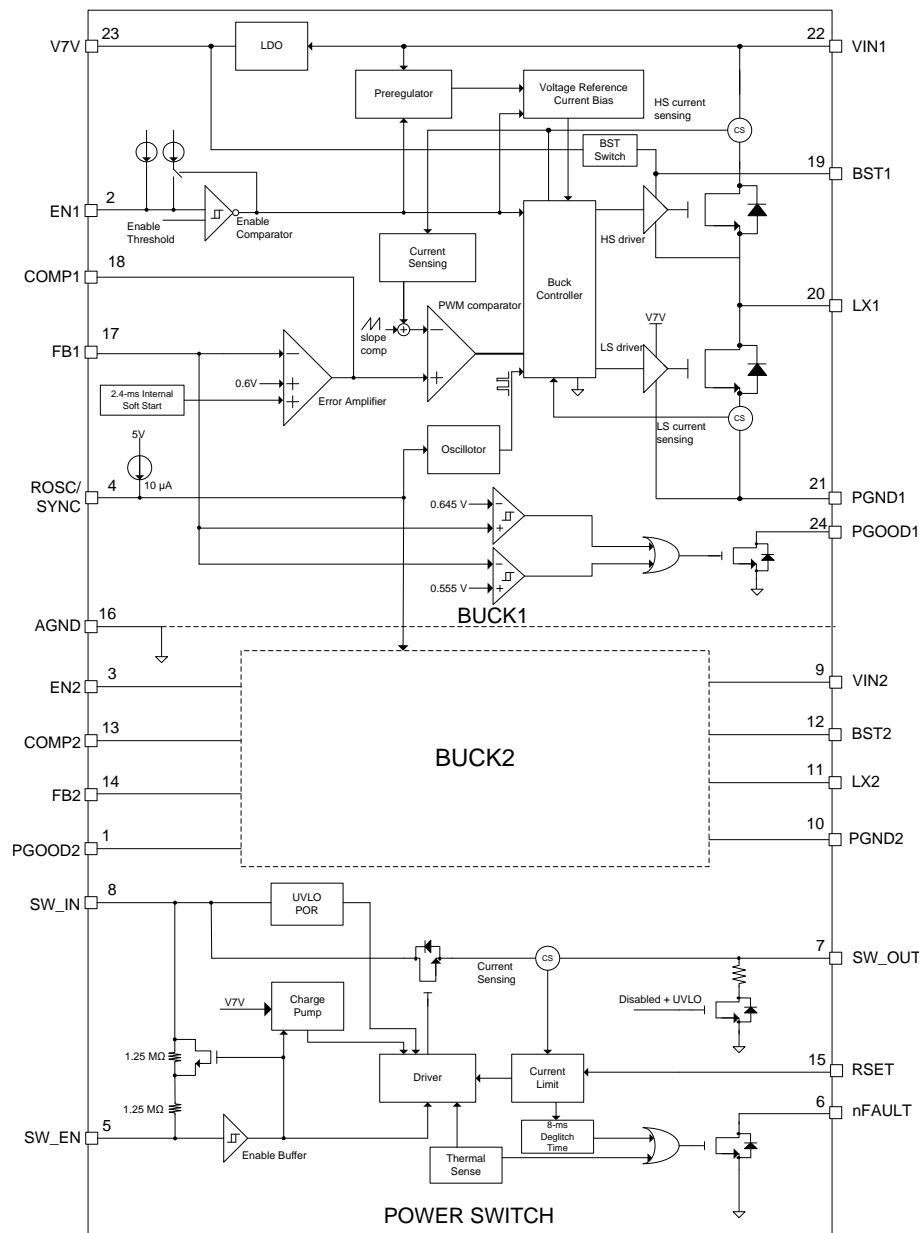 23
V7V
LDO
22
VIN1
Preregulator
Voltage Reference
Current Bias
HS current
sensing
CS
BST
Switch
19
BST1
2
EN1
Enable
Threshold
Enable
Comparator
HS driver
18
COMP1
Current
Sensing
Buck
Controller
20
LX1
PWM comparator
slope
comp
V7V
LS driver
17
FB1
0.6V
2.4-ms Internal
Soft Start
Error Amplifier
CS
LS current
sensing
5V
10 µA
Oscillotor
4
ROSC/
SYNC
21
PGND1
0.645 V
24
PGOOD1
0.555 V
BUCK1
16
AGND
3
EN2
9
VIN2
13
COMP2
12
BST2
BUCK2
14
FB2
11
LX2
1
PGOOD2
10
PGND2
8
SW_IN
UVLO
POR
7
SW_OUT
Current
Sensing
CS
V7V
Charge
Pump
Disabled + UVLO
1.25 MΩ
Driver
Current
Limit
15
RSET
1.25 MΩ
6
nFAULT
5
SW_EN
Enable Buffer
8-ms
Deglitch
Time
Thermal
Sense
POWER SWITCH